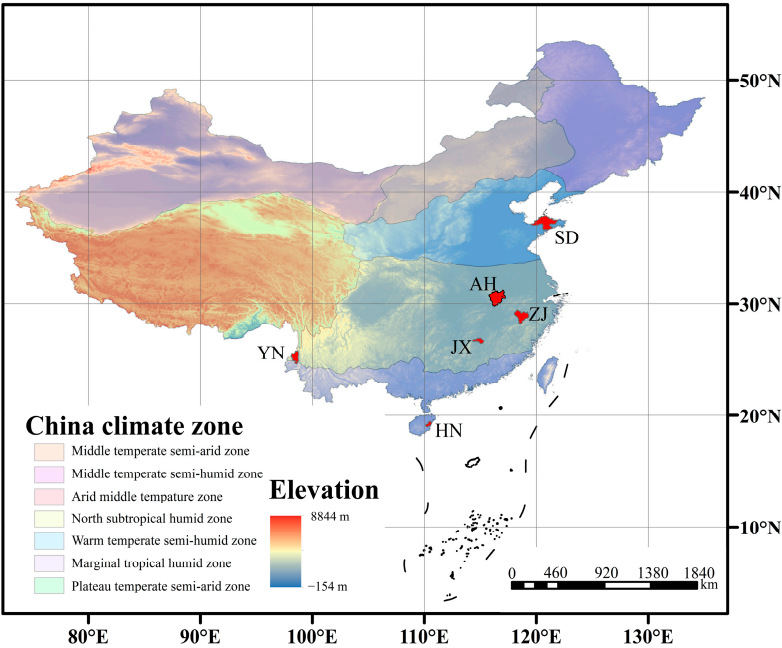 50°N
40°N
SD
AH
30°N
ZJ
JX
YN
20°N
HN
China climate zone
Middle temperate semi-arid zone
Middle temperate semi-humid zone
Arid middle tempature zone
North subtropical humid zone
Warm temperate semi-humid zone
Marginal tropical humid zone
Plateau temperate semi-arid zone
Elevation
8844 m
−154 m
10°N
0 460 920 1380 1840
km
80°E 90°E 100°E 110°E 120°E 130°E